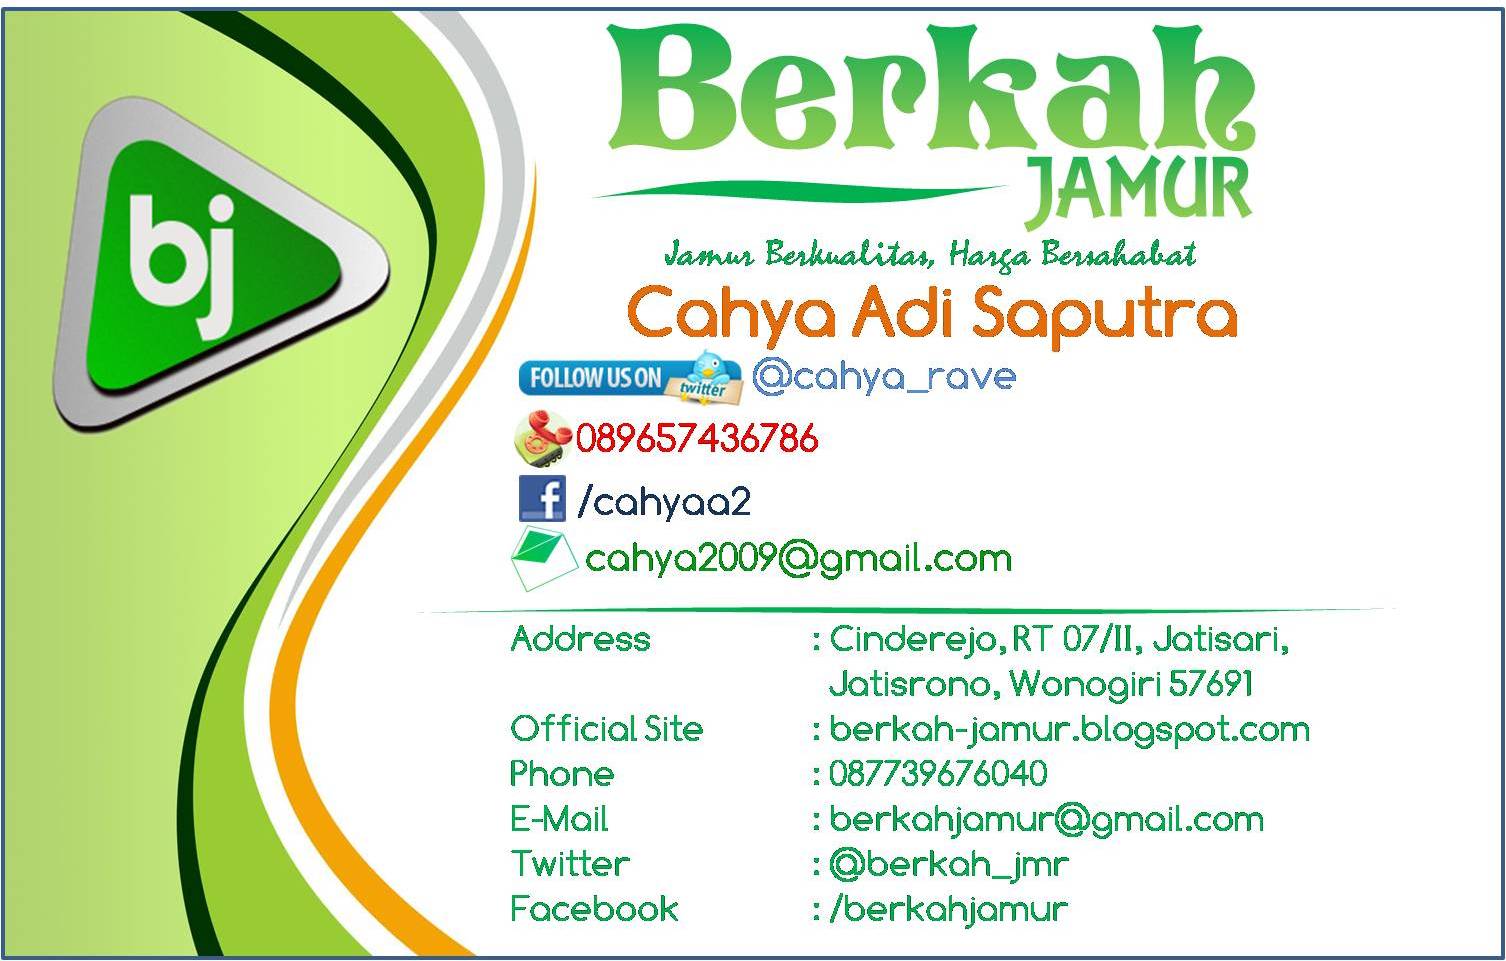 bj
Berkah
JAMUR
Jamur Berkualitas, Harga Bersahabat
Cahya Adi Saputra
FOLLOW US ON twitter @cahya_rave
089657436786
f /cahyaa2
cahya2009@gmail.com
Address : Cinderejo, RT 07/II, Jatisari,
Jatisrono, Wonogiri 57691
Official Site : berkah-jamur.blogspot.com
Phone : 087739676040
E-Mail : berkahjamur@gmail.com
Twitter : @berkah_jmr
Facebook : /berkahjamur